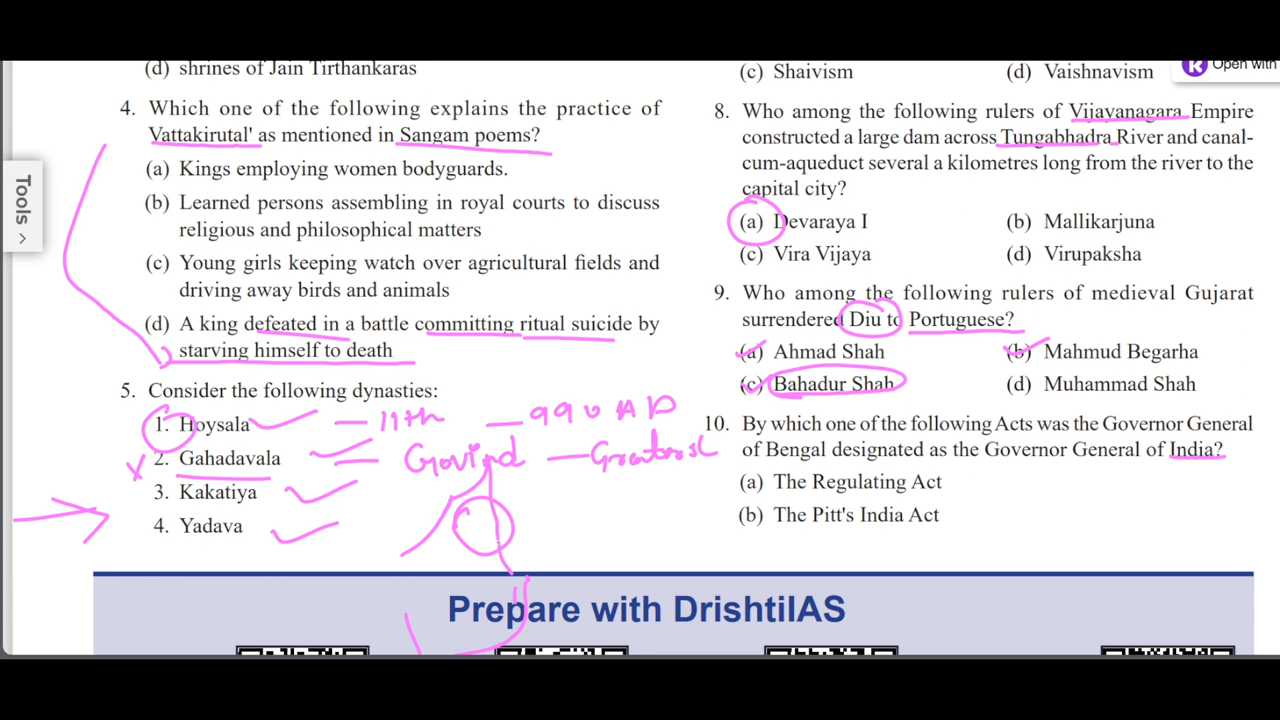 (d) shrines of Jain Tirthankaras
4. Which one of the following explains the practice of
Vattakirutal' as mentioned in Sangam poems?
(a) Kings employing women bodyguards.
(b) Learned persons assembling in royal courts to discuss
religious and philosophical matters
(c) Young girls keeping watch over agricultural fields and
driving away birds and animals
(d) A king defeated in a battle committing ritual suicide by
starving himself to death
5. Consider the following dynasties:
1. Hoysala — 11th — 990 AD
2. Gahadavala = Govind — Greatest
3. Kakatiya
4. Yadava
(c) Shaivism (d) Vaishnavism
8. Who among the following rulers of Vijayanagara Empire
constructed a large dam across Tungabhadra River and canal-
cum-aqueduct several a kilometres long from the river to the
capital city?
(a) Devaraya I (b) Mallikarjuna
(c) Vira Vijaya (d) Virupaksha
9. Who among the following rulers of medieval Gujarat
surrendered Diu to Portuguese?
(a) Ahmad Shah (b) Mahmud Begarha
(c) Bahadur Shah (d) Muhammad Shah
10. By which one of the following Acts was the Governor General
of Bengal designated as the Governor General of India?
(a) The Regulating Act
(b) The Pitt's India Act
Prepare with DrishtiIAS
Tools
Open with